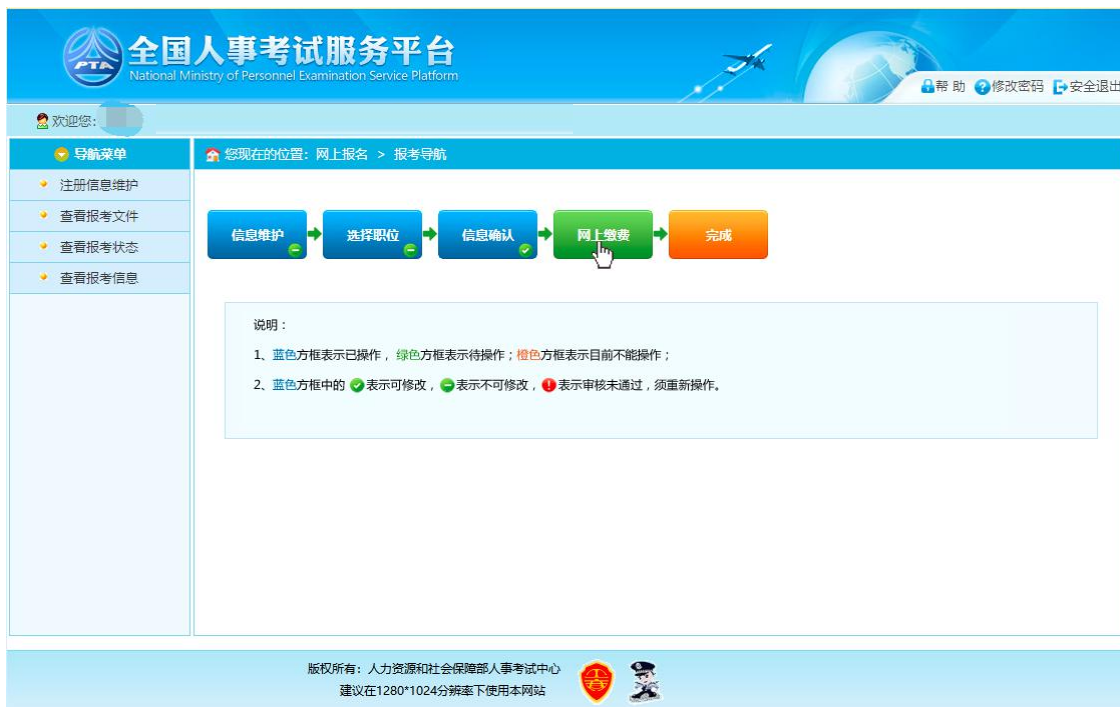 PTA
全国人事考试服务平台
National Ministry of Personnel Examination Service Platform
帮 助 修改密码 安全退出
欢迎您:
导航菜单
您现在的位置：网上报名 > 报考导航
注册信息维护
查看报考文件
查看报考状态
查看报考信息
信息维护 选择职位 信息确认 网上缴费 完成
说明：
1、蓝色方框表示已操作，绿色方框表示待操作；橙色方框表示目前不能操作；
2、蓝色方框中的 表示可修改， 表示不可修改， 表示审核未通过，须重新操作。
版权所有：人力资源和社会保障部人事考试中心
建议在1280*1024分辨率下使用本网站